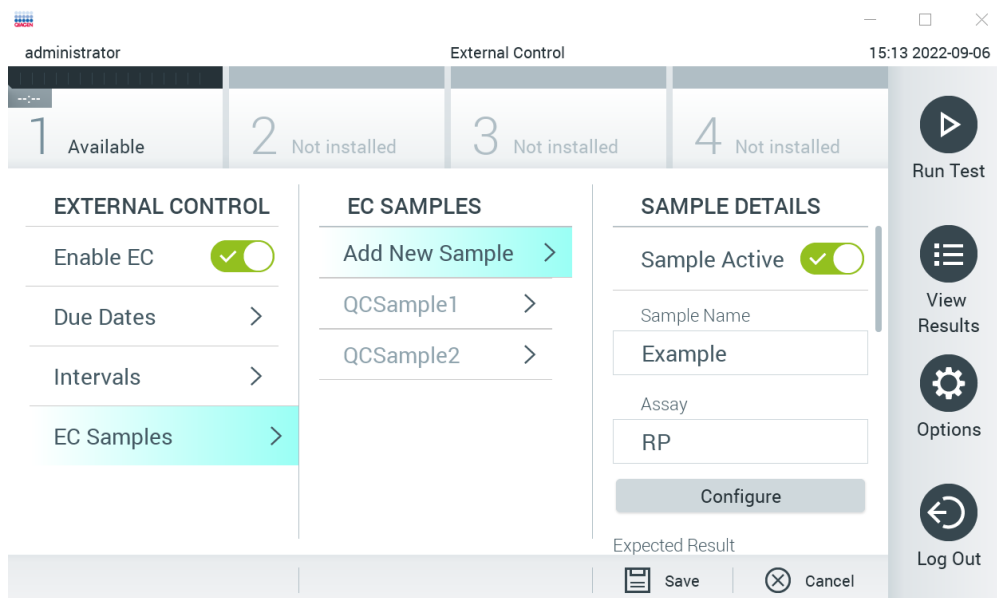 QIAGEN
administrator
External Control
15:13 2022-09-06
--:--
1 Available
2 Not installed
3 Not installed
4 Not installed
Run Test
View
Results
Options
Log Out
EXTERNAL CONTROL
Enable EC
Due Dates
Intervals
EC Samples
EC SAMPLES
Add New Sample
QCSample1
QCSample2
SAMPLE DETAILS
Sample Active
Sample Name
Example
Assay
RP
Configure
Expected Result
Save
Cancel